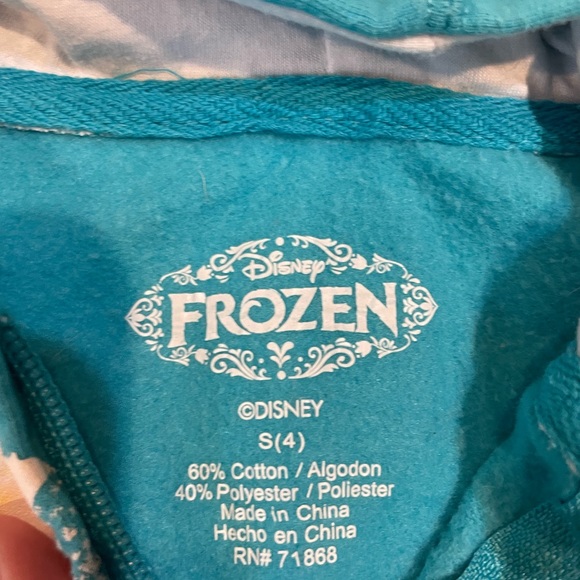 Disney
FROZEN
©DISNEY
S(4)
60% Cotton / Algodon
40% Polyester / Poliester
Made in China
Hecho en China
RN# 71868